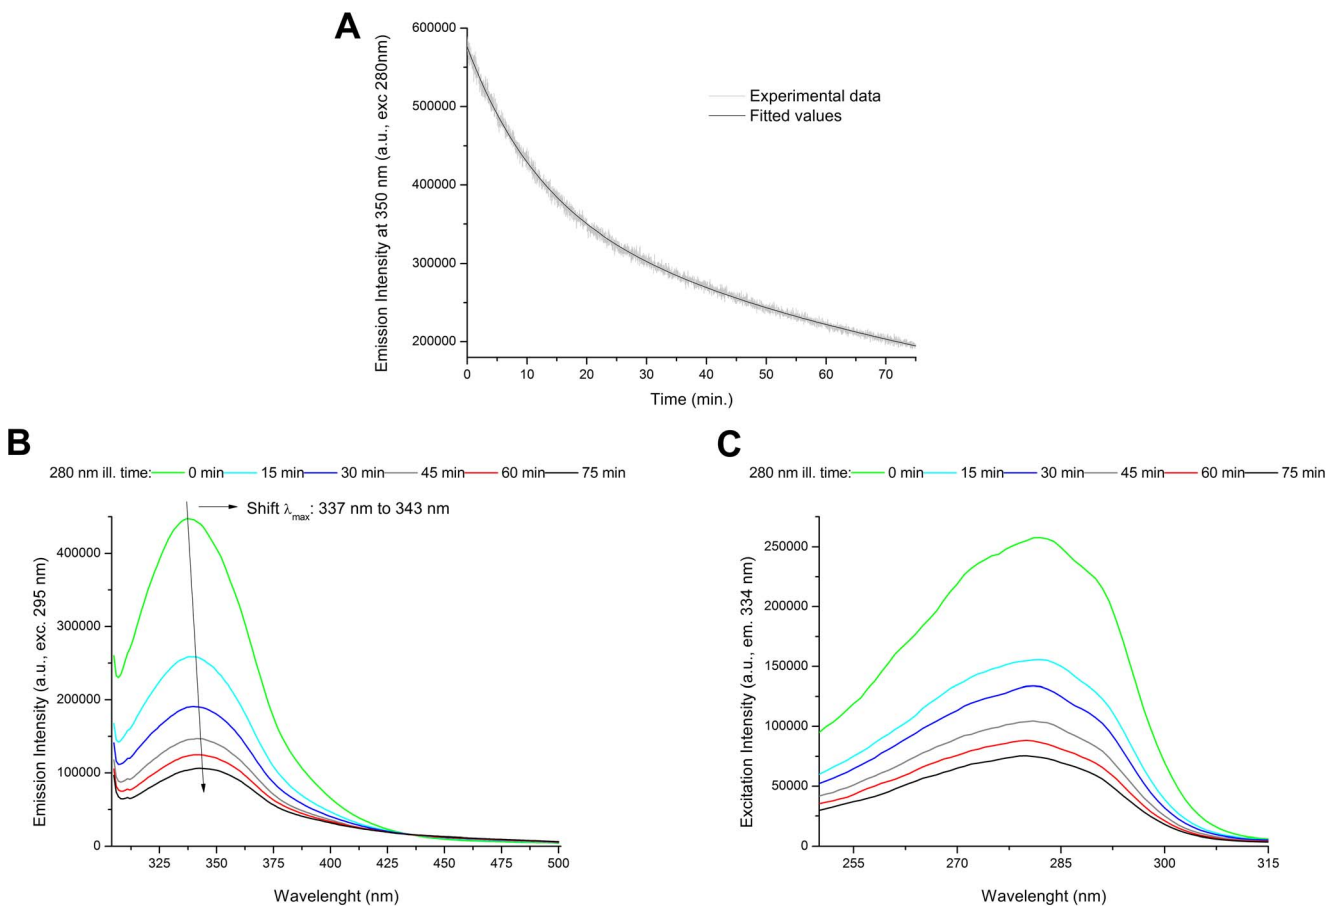 A
Emission Intensity at 350 nm (a.u., exc 280nm)
600000
500000
400000
300000
200000
Experimental data
Fitted values
0 10 20 30 40 50 60 70
Time (min.)
B
280 nm ill. time: 0 min 15 min 30 min 45 min 60 min 75 min
Shift λmax: 337 nm to 343 nm
Emission Intensity (a.u., exc. 295 nm)
400000
300000
200000
100000
0
325 350 375 400 425 450 475 500
Wavelenght (nm)
C
280 nm ill. time: 0 min 15 min 30 min 45 min 60 min 75 min
Excitation Intensity (a.u., em. 334 nm)
250000
200000
150000
100000
50000
0
255 270 285 300 315
Wavelenght (nm)